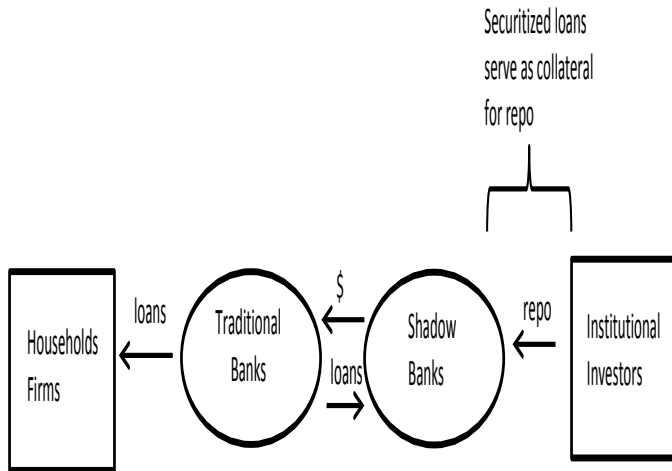 Securitized loans
serve as collateral
for repo
Households
Firms
loans
Traditional
Banks
$
loans
Shadow
Banks
repo
Institutional
Investors